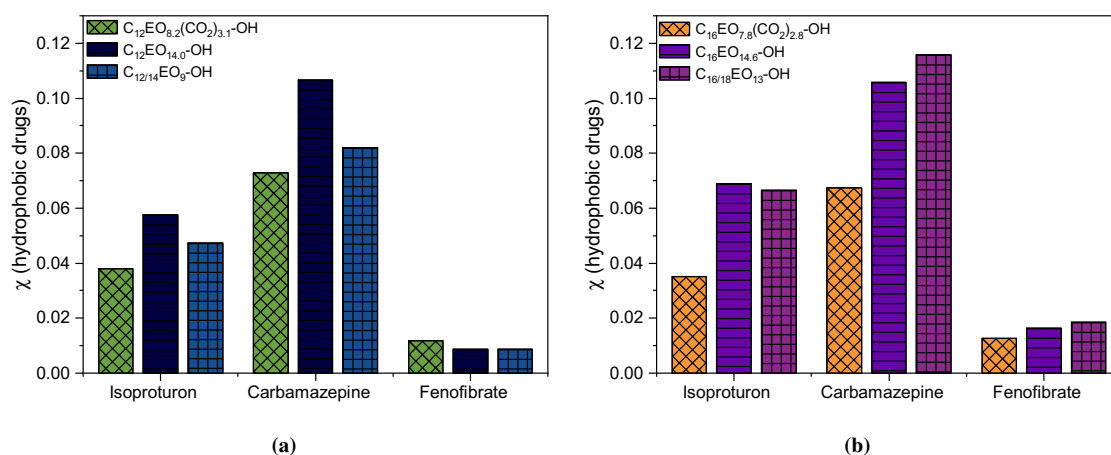 C₁₂EO₈.₂(CO₂)₃.₁-OH
C₁₂EO₁₄.₀-OH
C₁₂/₁₄EO₉-OH
χ (hydrophobic drugs)
0.12
0.10
0.08
0.06
0.04
0.02
0.00
Isoproturon Carbamazepine Fenofibrate
(a)
C₁₆EO₇.₈(CO₂)₂.₈-OH
C₁₆EO₁₄.₆-OH
C₁₆/₁₈EO₁₃-OH
χ (hydrophobic drugs)
0.12
0.10
0.08
0.06
0.04
0.02
0.00
Isoproturon Carbamazepine Fenofibrate
(b)